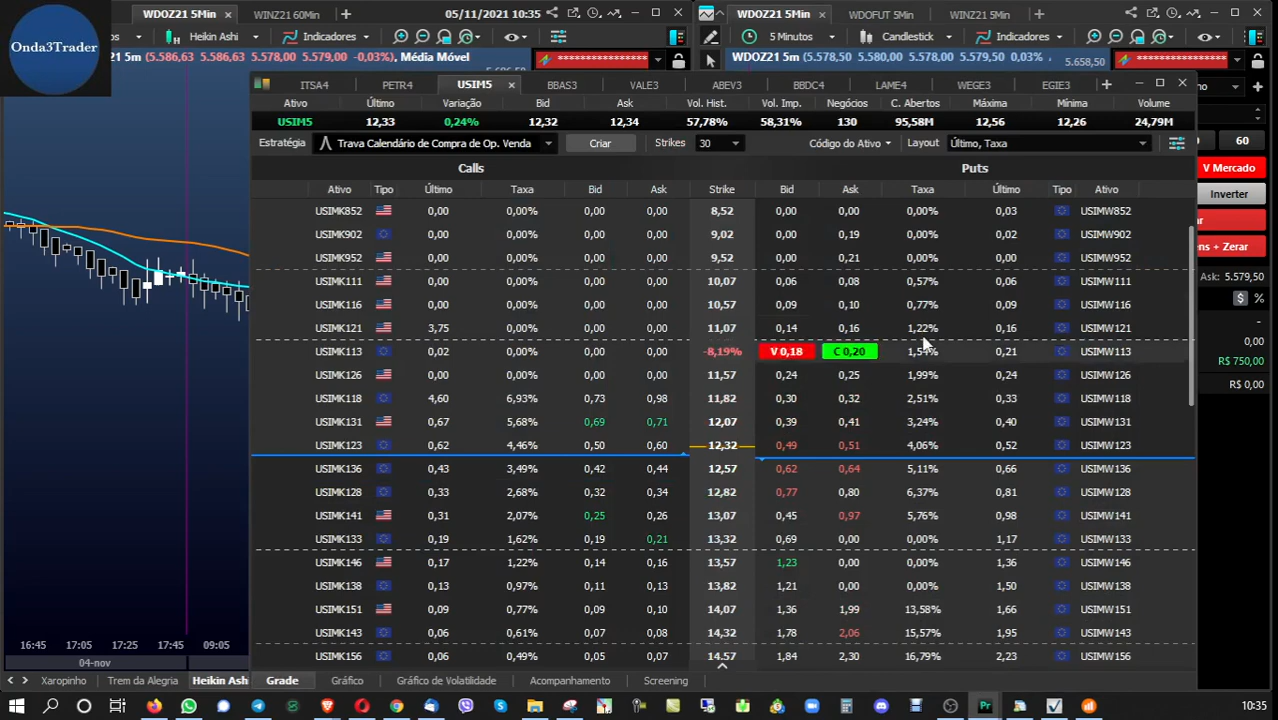 WDOZ21 5Min WINZ21 60Min 05/11/2021 10:35
WDOZ21 5Min WDOFUT 5Min WINZ21 5Min
Onda3Trader
Heikin Ashi Indicadores
5 Minutos Candlestick Indicadores
21 5m (5.586,63 5.586,63 5.578,00 5.579,00 -0,03%) Média Móvel ***************
WDOZ21 5m (5.578,50 5.580,00 5.578,00 5.579,00 0,03% *************** 5.658,50
ITSA4 PETR4 USIM5 BBAS3 VALE3 ABEV3 BBDC4 LAME4 WEGE3 EGIE3
Ativo Último Variação Bid Ask Vol. Hist. Vol. Imp. Negócios C. Abertos Máxima Mínima Volume
USIM5 12,33 0,24% 12,32 12,34 57,78% 58,31% 130 95,58M 12,56 12,26 24,79M
Estratégia Trava Calendário de Compra de Op. Venda Criar Strikes 30 Código do Ativo Layout Último, Taxa
Calls Puts
Ativo Tipo Último Taxa Bid Ask Strike Bid Ask Taxa Último Tipo Ativo
USIMK852 0,00 0,00% 0,00 0,00 8,52 0,00 0,00 0,00% 0,03 USIMW852
USIMK902 0,00 0,00% 0,00 0,00 9,02 0,00 0,19 0,00% 0,02 USIMW902
USIMK952 0,00 0,00% 0,00 0,00 9,52 0,00 0,21 0,00% 0,06 USIMW952
USIMK111 0,00 0,00% 0,00 0,00 10,07 0,06 0,08 0,57% 0,08 USIMW111
USIMK116 0,00 0,00% 0,00 0,00 10,57 0,09 0,10 0,77% 0,09 USIMW116
USIMK121 3,75 0,00% 0,00 0,00 11,07 0,14 0,16 1,22% 0,16 USIMW121
USIMK113 0,02 0,00% 0,00 0,00 -8,19% V 0,18 C 0,20 1,54% 0,21 USIMW113
USIMK126 0,00 0,00% 0,00 0,00 11,57 0,24 0,25 1,99% 0,24 USIMW126
USIMK118 4,60 6,93% 0,73 0,98 11,82 0,30 0,32 2,51% 0,33 USIMW118
USIMK131 0,67 5,68% 0,69 0,71 12,07 0,39 0,41 3,24% 0,40 USIMW131
USIMK123 0,62 4,46% 0,50 0,60 12,32 0,49 0,51 4,06% 0,52 USIMW123
USIMK136 0,43 3,49% 0,42 0,44 12,57 0,62 0,64 5,11% 0,66 USIMW136
USIMK128 0,33 2,68% 0,32 0,34 12,82 0,77 0,80 6,37% 0,81 USIMW128
USIMK141 0,31 2,07% 0,25 0,26 13,07 0,45 0,97 5,76% 0,98 USIMW141
USIMK133 0,19 1,62% 0,19 0,21 13,32 0,69 0,00 0,00% 1,17 USIMW133
USIMK146 0,17 1,22% 0,14 0,16 13,57 1,23 0,00 0,00% 1,36 USIMW146
USIMK138 0,13 0,97% 0,11 0,13 13,82 1,21 0,00 0,00% 1,50 USIMW138
USIMK151 0,09 0,77% 0,09 0,10 14,07 1,36 1,99 13,58% 1,66 USIMW151
USIMK143 0,06 0,61% 0,07 0,08 14,32 1,78 2,06 15,57% 1,95 USIMW143
USIMK156 0,06 0,49% 0,05 0,07 14,57 1,84 2,30 16,79% 2,23 USIMW156
60
V Mercado
Inverter
ens + Zerar
Ask: 5.579,50
$ %
-
0,00
R$ 750,00
R$ 0,00
16:45 17:05 17:25 17:45 09:05
04-nov
Xaropinho Trem da Alegria Heikin Ashi Grade Gráfico Gráfico de Volatilidade Acompanhamento Screening
10:35